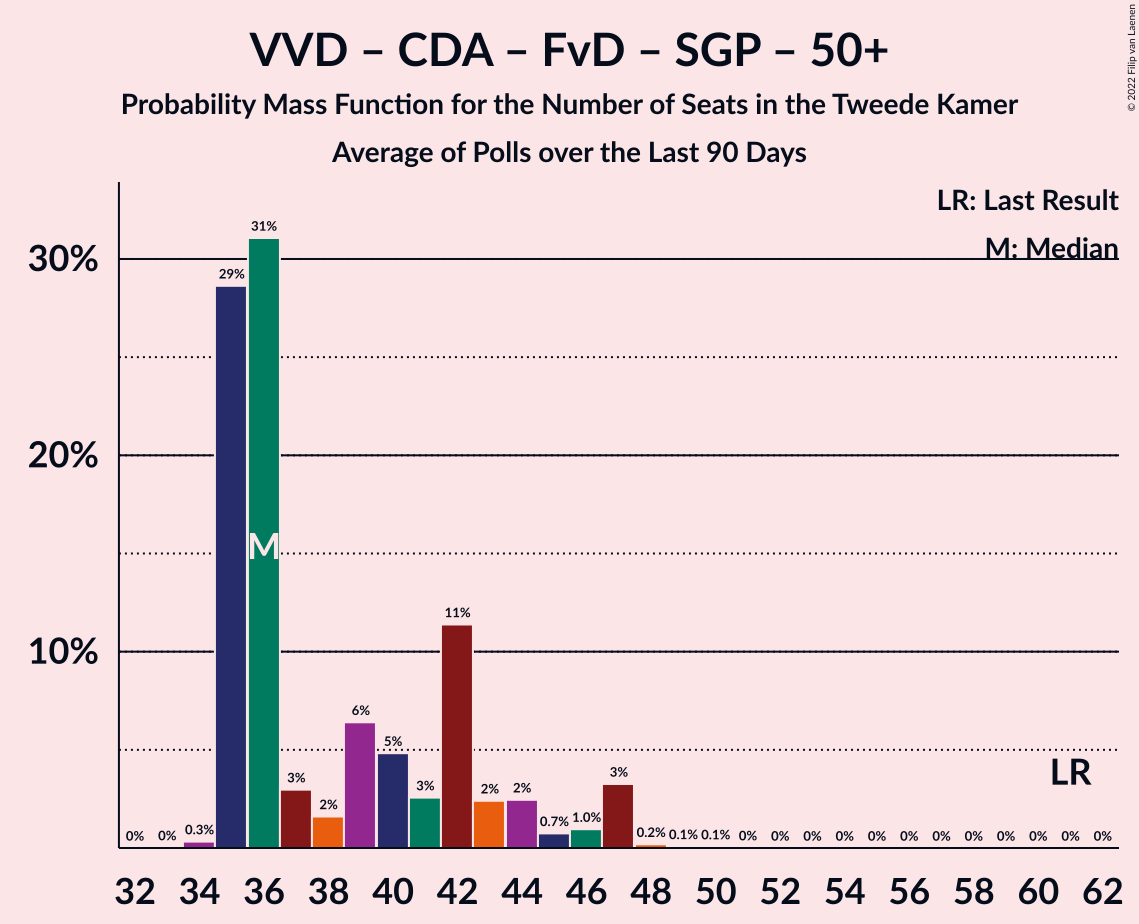 VVD – CDA – FvD – SGP – 50+
Probability Mass Function for the Number of Seats in the Tweede Kamer
Average of Polls over the Last 90 Days
© 2022 Filip van Laenen
LR: Last Result
M: Median
30%
20%
10%
0% 0% 0.3% 29% 31% 3% 2% 6% 5% 3% 11% 2% 2% 0.7% 1.0% 3% 0.2% 0.1% 0.1% 0% 0% 0% 0% 0% 0% 0% 0% 0% 0% 0% 0%
M
LR
32 34 36 38 40 42 44 46 48 50 52 54 56 58 60 62